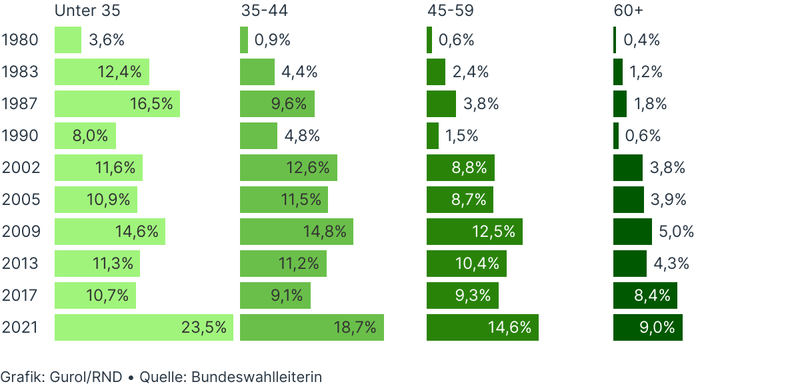 Unter 35 35-44 45-59 60+
1980 3,6% 0,9% 0,6% 0,4%
1983 12,4% 4,4% 2,4% 1,2%
1987 16,5% 9,6% 3,8% 1,8%
1990 8,0% 4,8% 1,5% 0,6%
2002 11,6% 12,6% 8,8% 3,8%
2005 10,9% 11,5% 8,7% 3,9%
2009 14,6% 14,8% 12,5% 5,0%
2013 11,3% 11,2% 10,4% 4,3%
2017 10,7% 9,1% 9,3% 8,4%
2021 23,5% 18,7% 14,6% 9,0%
Grafik: Gurol/RND • Quelle: Bundeswahlleiterin